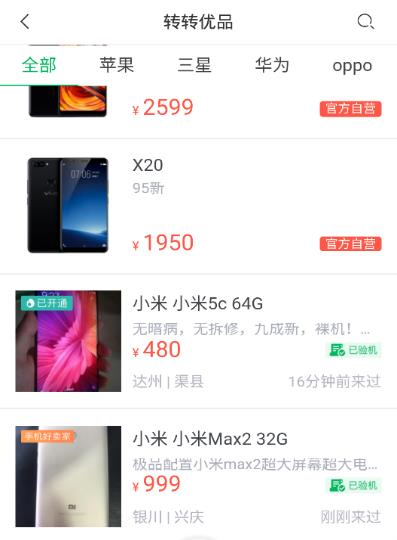 转转优品
全部 苹果 三星 华为 oppo
¥2599 官方自营
X20
95新
¥1950 官方自营
07:06
vivo
小米 小米5c 64G
已开通
无暗病，无拆修，九成新，裸机！...
¥480 已验机
达州 | 渠县 16分钟前来过
小米 小米Max2 32G
手机好卖家
极品配置小米max2超大屏幕超大电...
¥999 已验机
银川 | 兴庆 刚刚来过